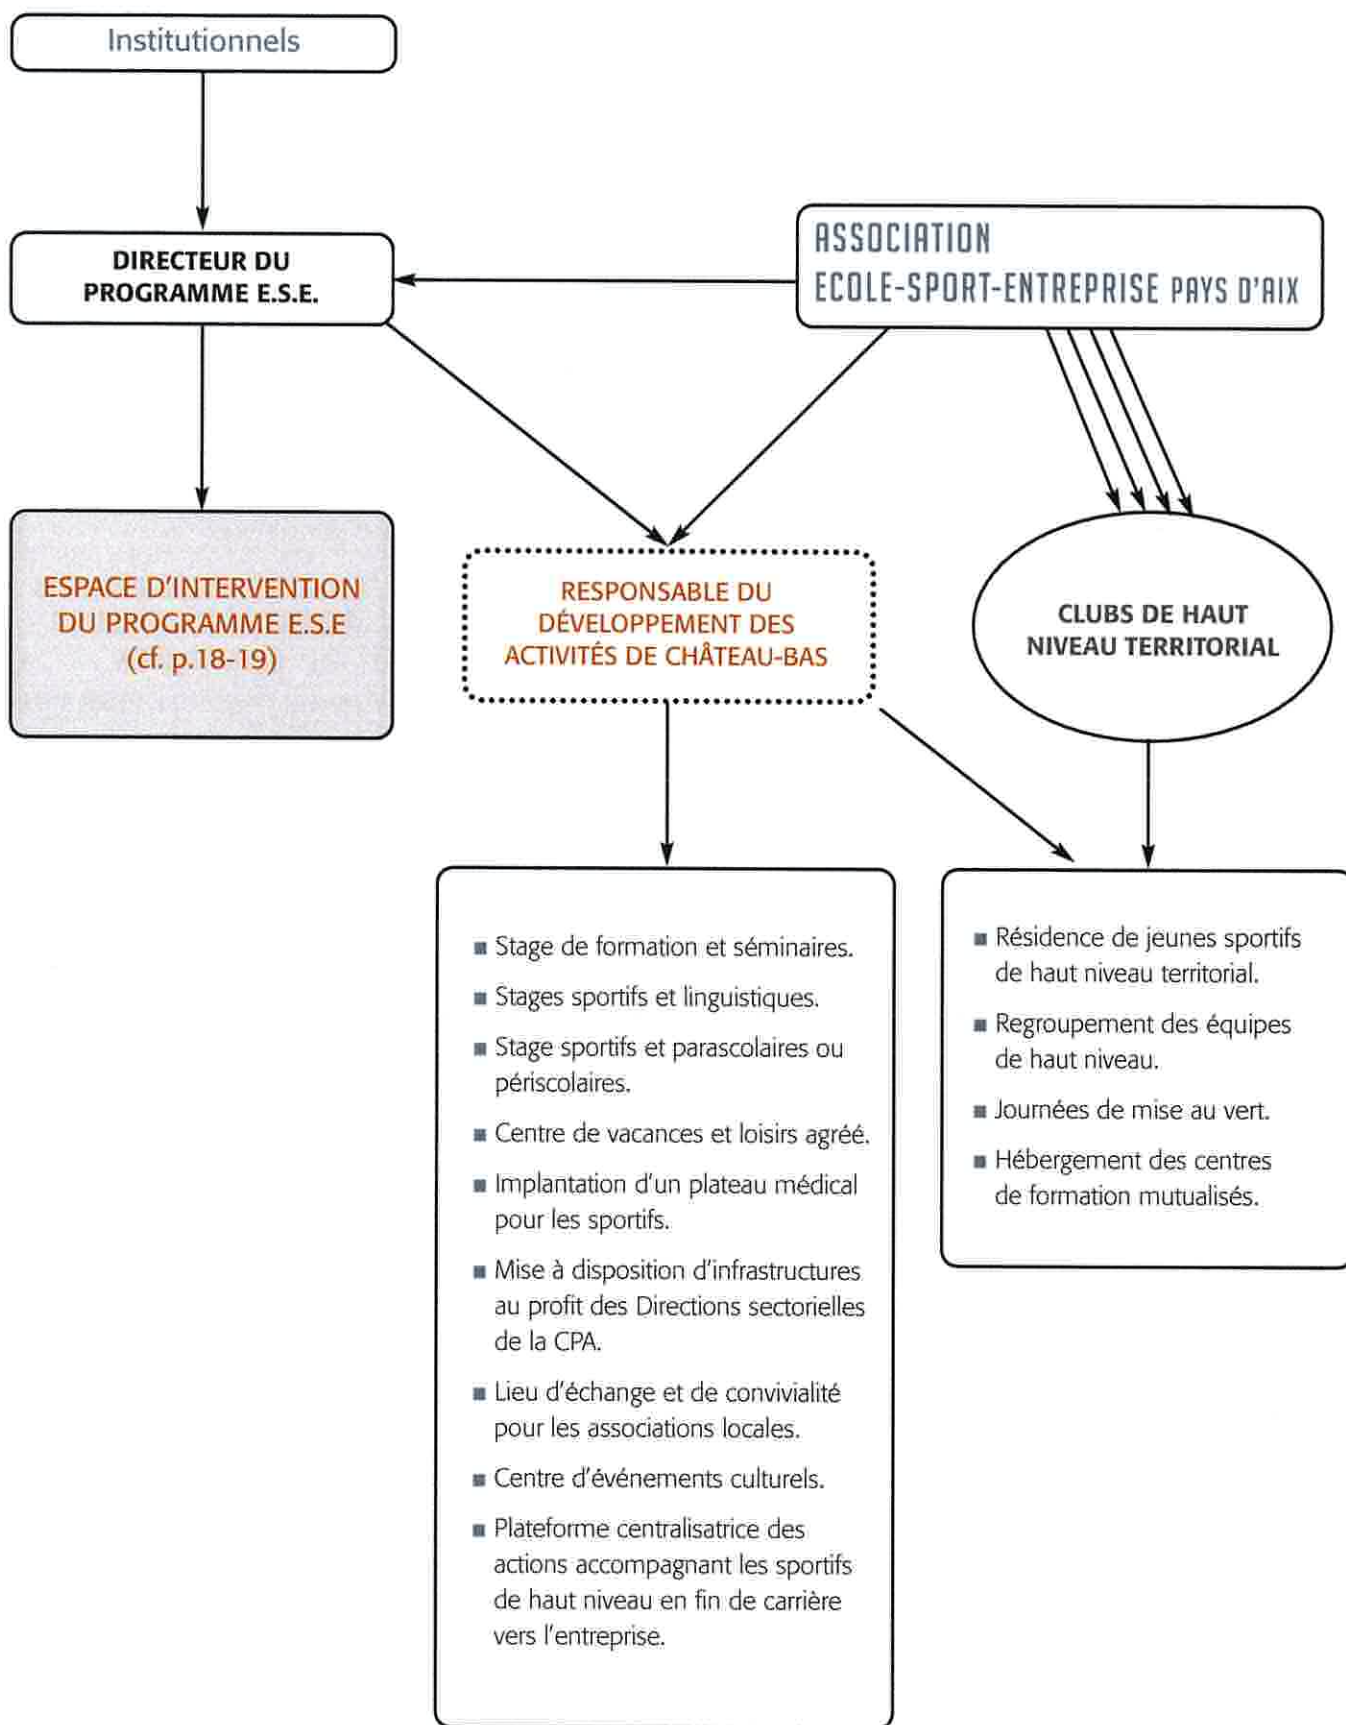 Institutionnels
DIRECTEUR DU
PROGRAMME E.S.E.
ASSOCIATION
ECOLE-SPORT-ENTREPRISE PAYS D'AIX
ESPACE D'INTERVENTION
DU PROGRAMME E.S.E
(cf. p.18-19)
RESPONSABLE DU
DÉVELOPPEMENT DES
ACTIVITÉS DE CHÂTEAU-BAS
CLUBS DE HAUT
NIVEAU TERRITORIAL
■ Stage de formation et séminaires.
■ Stages sportifs et linguistiques.
■ Stage sportifs et parascolaires ou
périscolaires.
■ Centre de vacances et loisirs agréé.
■ Implantation d'un plateau médical
pour les sportifs.
■ Mise à disposition d'infrastructures
au profit des Directions sectorielles
de la CPA.
■ Lieu d'échange et de convivialité
pour les associations locales.
■ Centre d'événements culturels.
■ Plateforme centralisatrice des
actions accompagnant les sportifs
de haut niveau en fin de carrière
vers l'entreprise.
■ Résidence de jeunes sportifs
de haut niveau territorial.
■ Regroupement des équipes
de haut niveau.
■ Journées de mise au vert.
■ Hébergement des centres
de formation mutualisés.